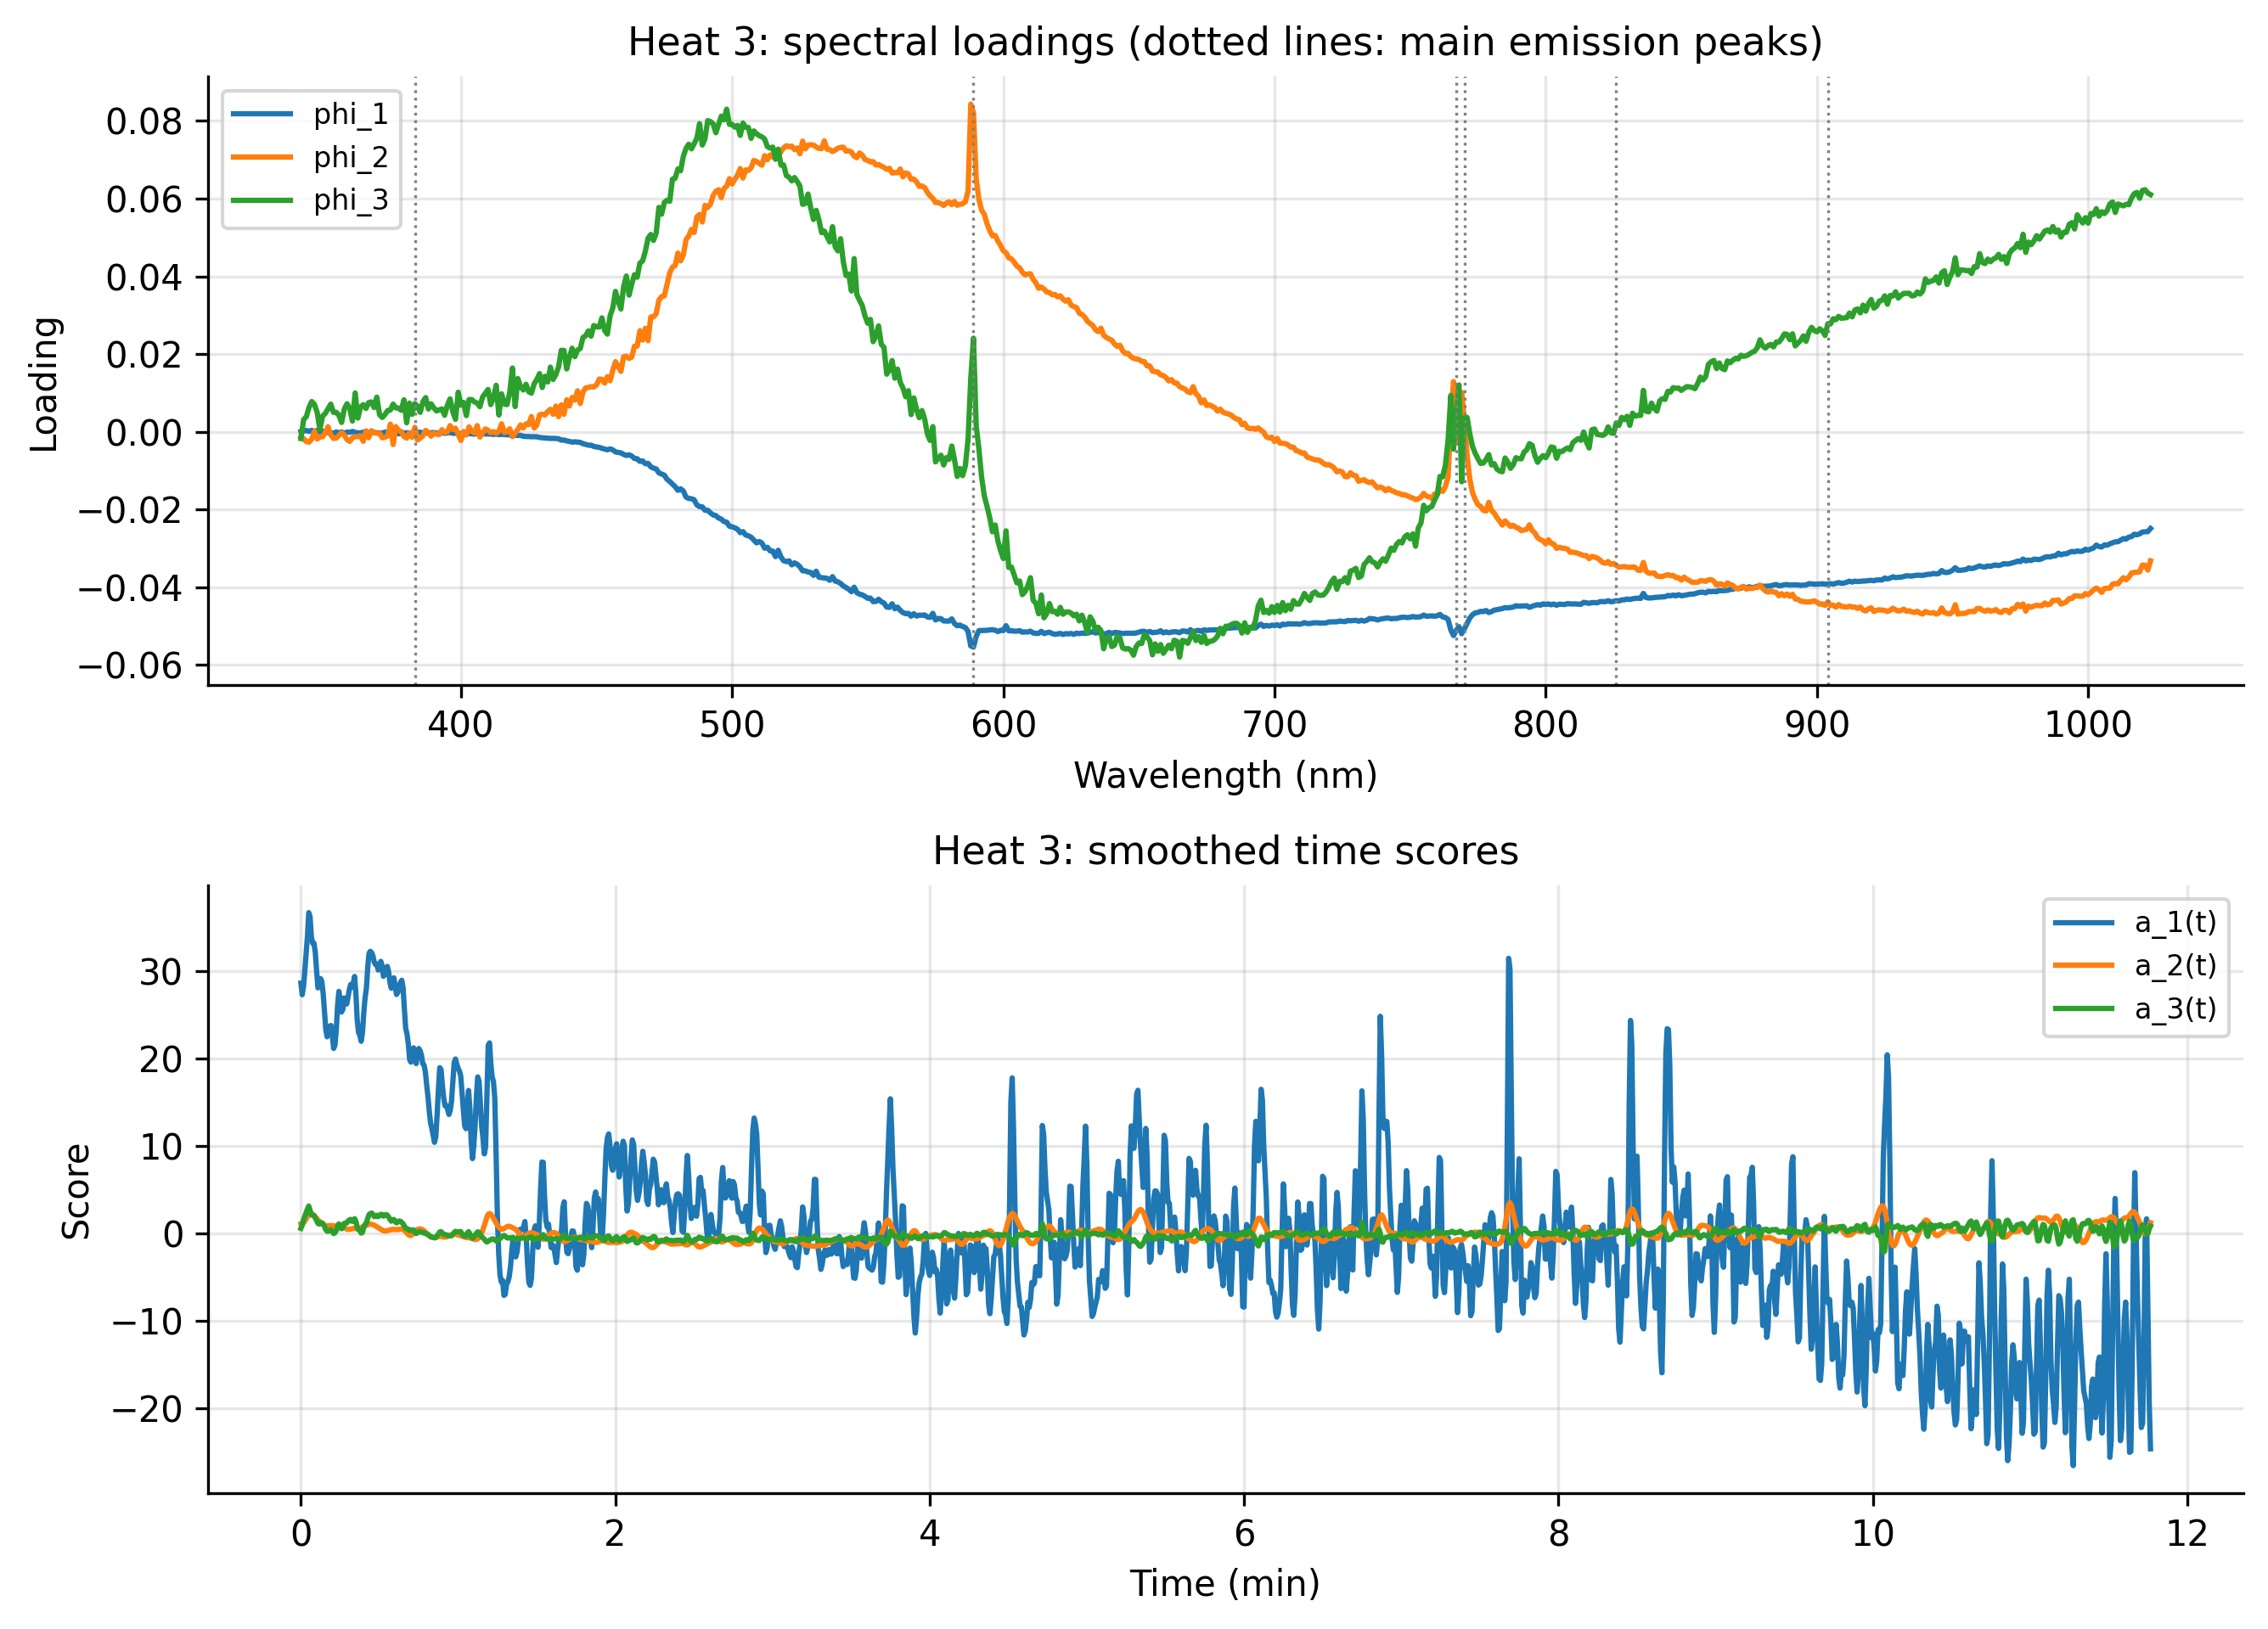 Heat 3: spectral loadings (dotted lines: main emission peaks)
phi_1
phi_2
phi_3
0.08
0.06
0.04
0.02
0.00
−0.02
−0.04
−0.06
Loading
400 500 600 700 800 900 1000
Wavelength (nm)
Heat 3: smoothed time scores
a_1(t)
a_2(t)
a_3(t)
30
20
10
0
−10
−20
Score
0 2 4 6 8 10 12
Time (min)